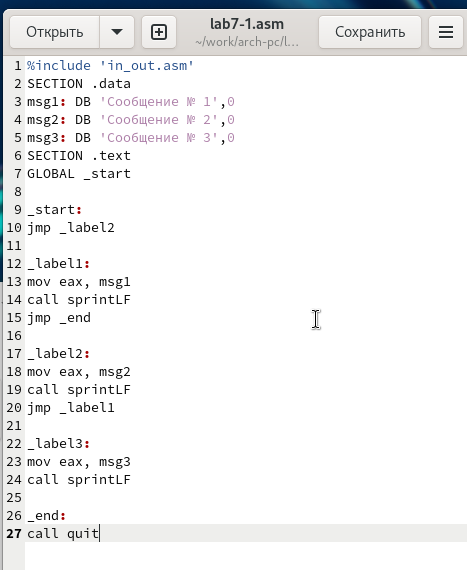 Открыть
lab7-1.asm
~/work/arch-pc/l...
Сохранить
1 %include 'in_out.asm'
2 SECTION .data
3 msg1: DB 'Сообщение № 1',0
4 msg2: DB 'Сообщение № 2',0
5 msg3: DB 'Сообщение № 3',0
6 SECTION .text
7 GLOBAL _start
8
9 _start:
10 jmp _label2
11
12 _label1:
13 mov eax, msg1
14 call sprintLF
15 jmp _end
16
17 _label2:
18 mov eax, msg2
19 call sprintLF
20 jmp _label1
21
22 _label3:
23 mov eax, msg3
24 call sprintLF
25
26 _end:
27 call quit